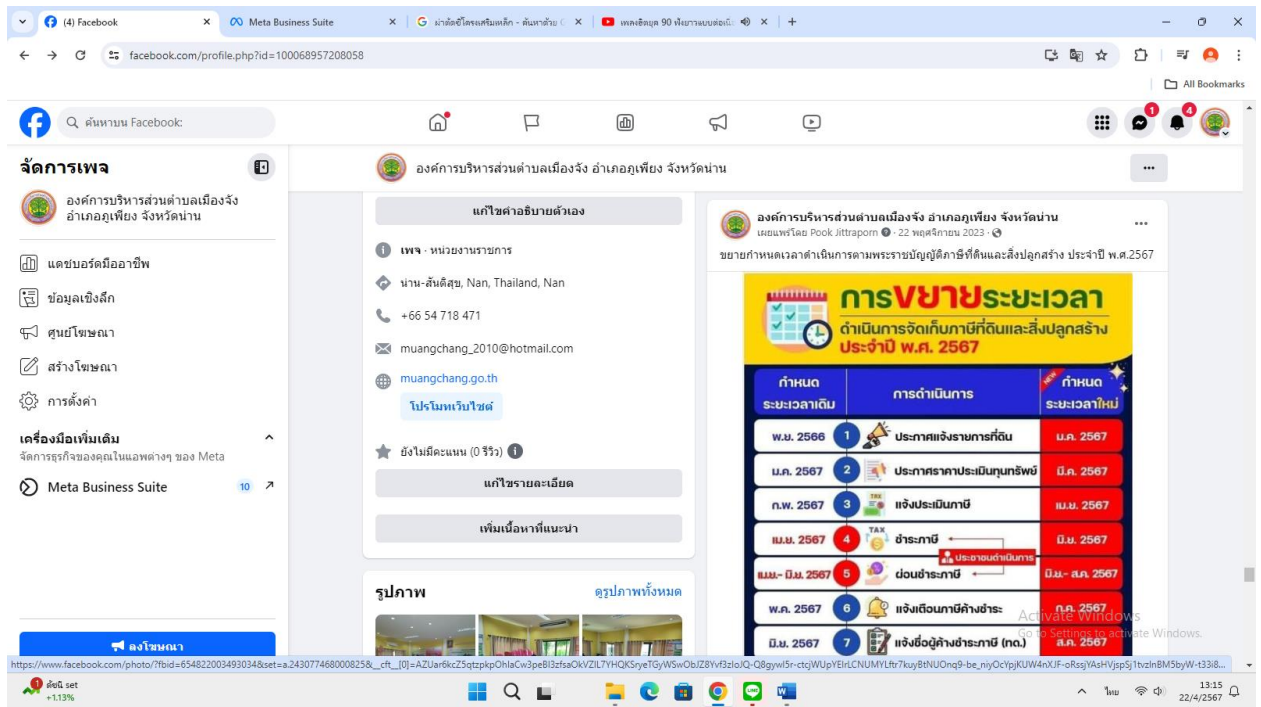 (4) Facebook
Meta Business Suite
ผ่าตัดยีโครเสริมเหล็ก - ค้นหาด้วย G
เพลงฮิตยุค 90 ฟังยาวแบบต่อเนื่
facebook.com/profile.php?id=100068957208058
All Bookmarks
ค้นหาบน Facebook:
1
4
จัดการเพจ
องค์การบริหารส่วนตำบลเมืองจัง อำเภอภูเพียง จังหวัดน่าน
องค์การบริหารส่วนตำบลเมืองจัง
อำเภอภูเพียง จังหวัดน่าน
แดชบอร์ดมืออาชีพ
ข้อมูลเชิงลึก
ศูนย์โฆษณา
สร้างโฆษณา
การตั้งค่า
เครื่องมือเพิ่มเติม
จัดการธุรกิจของคุณในแอพต่างๆ ของ Meta
Meta Business Suite 10
ลงโฆษณา
แก้ไขคำอธิบายตัวเอง
เพจ · หน่วยงานราชการ
น่าน-สันติสุข, Nan, Thailand, Nan
+66 54 718 471
muangchang_2010@hotmail.com
muangchang.go.th
โปรโมทเว็บไซต์
ยังไม่มีคะแนน (0 รีวิว)
แก้ไขรายละเอียด
เพิ่มเนื้อหาที่แนะนำ
รูปภาพ
ดูรูปภาพทั้งหมด
องค์การบริหารส่วนตำบลเมืองจัง อำเภอภูเพียง จังหวัดน่าน
เผยแพร่โดย Pook Jittraporn · 22 พฤศจิกายน 2023 ·
ขยายกำหนดเวลาดำเนินการตามพระราชบัญญัติภาษีที่ดินและสิ่งปลูกสร้าง ประจำปี พ.ศ.2567
การขยายระยะเวลา
ดำเนินการจัดเก็บภาษีที่ดินและสิ่งปลูกสร้าง
ประจำปี พ.ศ. 2567
กำหนด
ระยะเวลาเดิม
การดำเนินการ
NEW
กำหนด
ระยะเวลาใหม่
พ.ย. 2566 1 ประกาศแจ้งรายการที่ดิน ม.ค. 2567
ม.ค. 2567 2 ประกาศราคาประเมินทุนทรัพย์ มี.ค. 2567
ก.พ. 2567 3 TAX แจ้งประเมินภาษี เม.ย. 2567
เม.ย. 2567 4 TAX ชำระภาษี มิ.ย. 2567
ประชาชนดำเนินการ
เม.ย.- มิ.ย. 2567 5 ผ่อนชำระภาษี มิ.ย.- ส.ค. 2567
พ.ค. 2567 6 แจ้งเตือนภาษีค้างชำระ ก.ค. 2567
มิ.ย. 2567 7 แจ้งชื่อผู้ค้างชำระภาษี (ทด.) ส.ค. 2567
Activate Windows
Go to Settings to activate Windows.
ดัชนี set
+1.13%
1
ไทย
13:15
22/4/2567